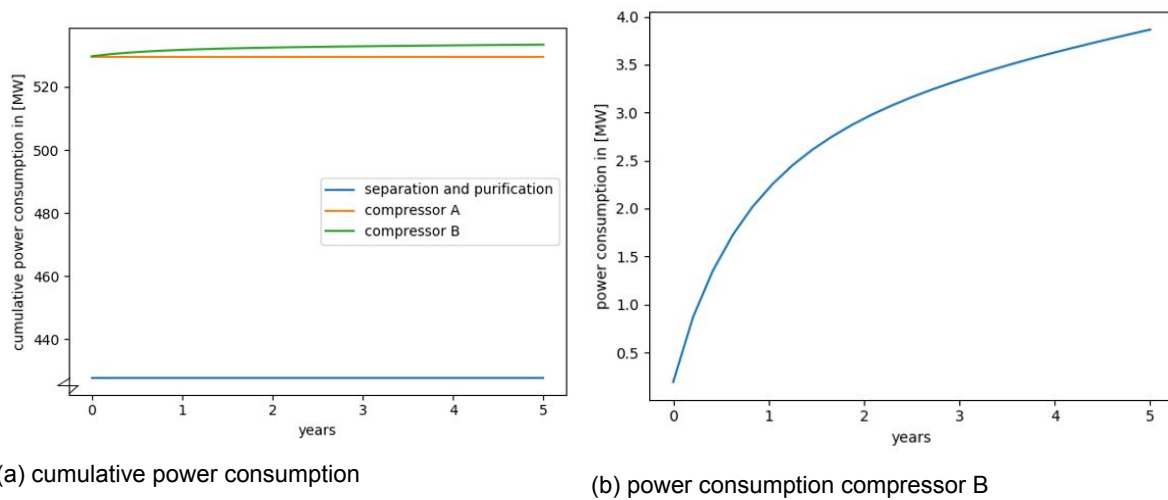 cumulative power consumption in [MW]
520
500
480
460
440
separation and purification
compressor A
compressor B
0 1 2 3 4 5
years
(a) cumulative power consumption
power consumption in [MW]
4.0
3.5
3.0
2.5
2.0
1.5
1.0
0.5
0 1 2 3 4 5
years
(b) power consumption compressor B